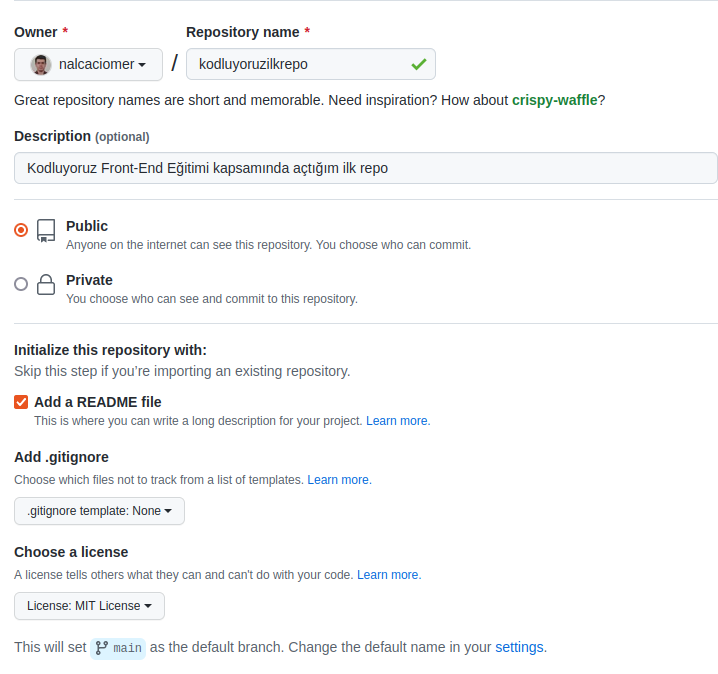 Owner * Repository name *
nalcaciomer / kodluyoruzilkrepo
Great repository names are short and memorable. Need inspiration? How about crispy-waffle?
Description (optional)
Kodluyoruz Front-End Eğitimi kapsamında açtığım ilk repo
Public
Anyone on the internet can see this repository. You choose who can commit.
Private
You choose who can see and commit to this repository.
Initialize this repository with:
Skip this step if you’re importing an existing repository.
Add a README file
This is where you can write a long description for your project. Learn more.
Add .gitignore
Choose which files not to track from a list of templates. Learn more.
.gitignore template: None
Choose a license
A license tells others what they can and can't do with your code. Learn more.
License: MIT License
This will set main as the default branch. Change the default name in your settings.